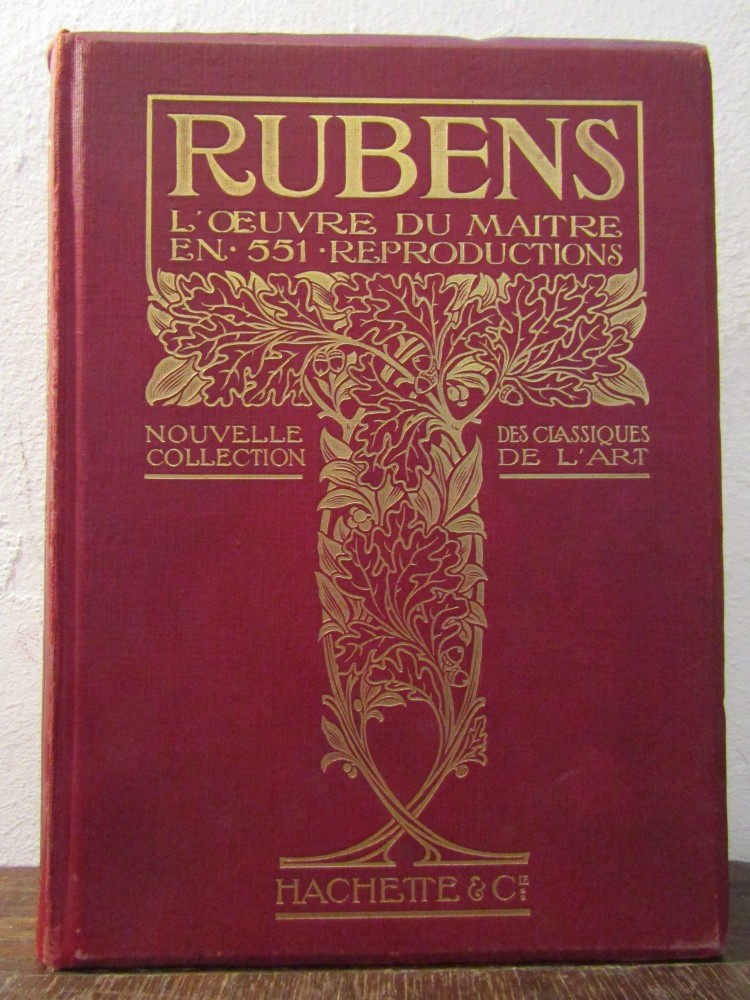 RUBENS
L'ŒUVRE DU MAITRE
EN · 551 · REPRODUCTIONS
NOUVELLE COLLECTION
DES CLASSIQUES DE L'ART
HACHETTE & CIE